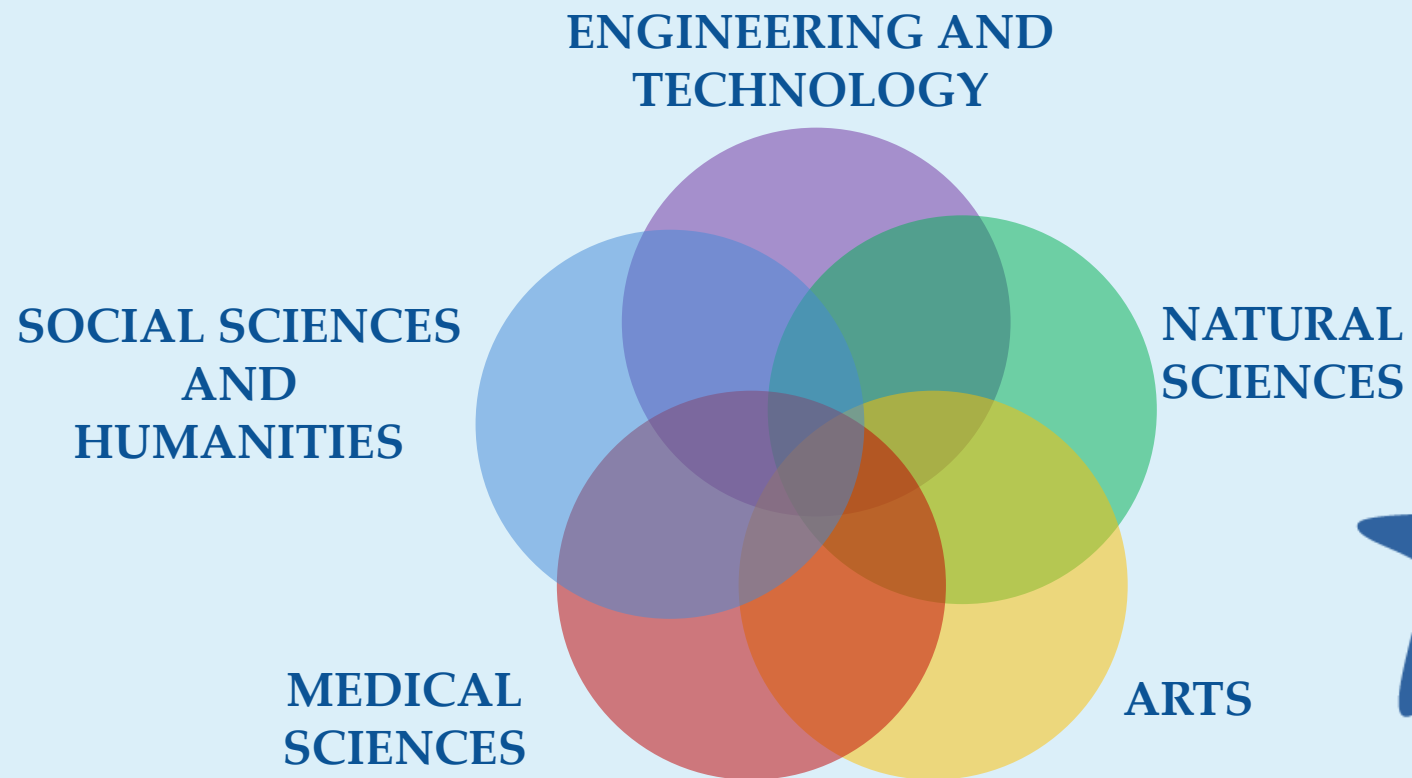 ENGINEERING AND
TECHNOLOGY
SOCIAL SCIENCES
AND
HUMANITIES
NATURAL
SCIENCES
MEDICAL
SCIENCES
ARTS